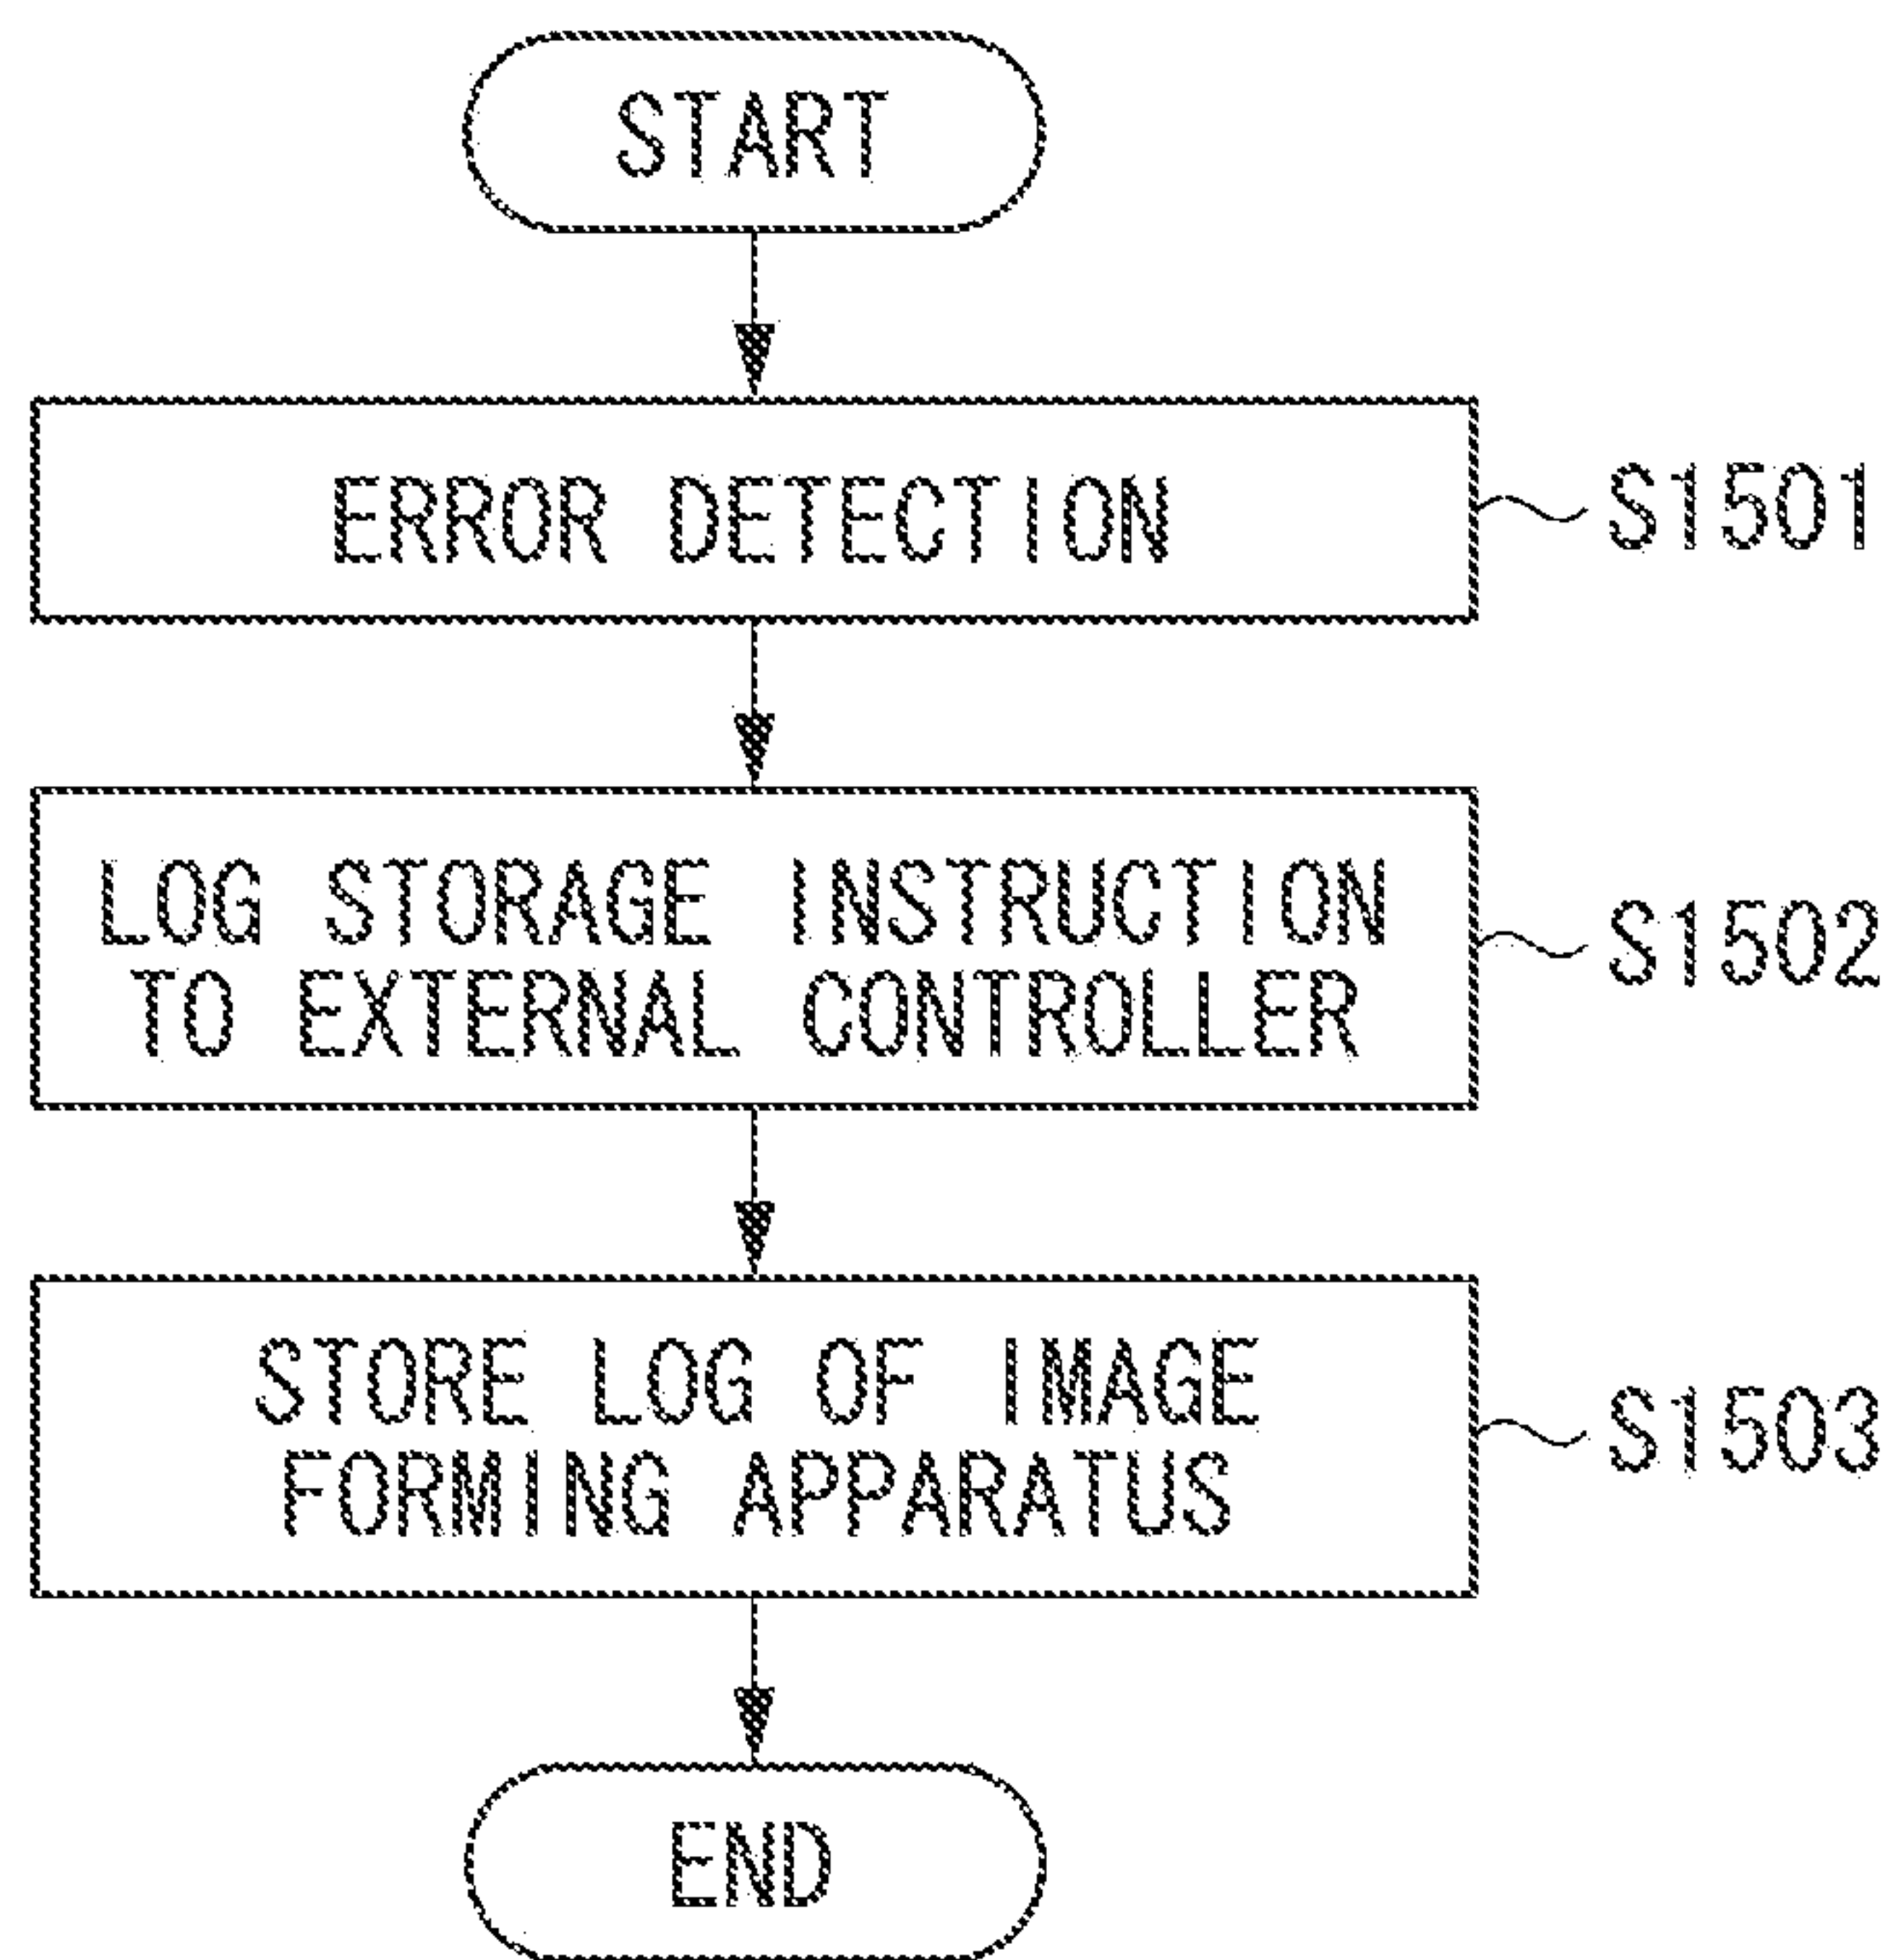 START
ERROR DETECTION
S1501
LOG STORAGE INSTRUCTION
TO EXTERNAL CONTROLLER
S1502
STORE LOG OF IMAGE
FORMING APPARATUS
S1503
END